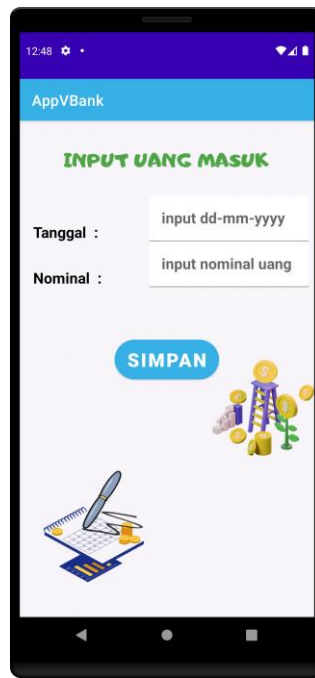 12:48
AppVBank
INPUT UANG MASUK
Tanggal :
input dd-mm-yyyy
Nominal :
input nominal uang
SIMPAN